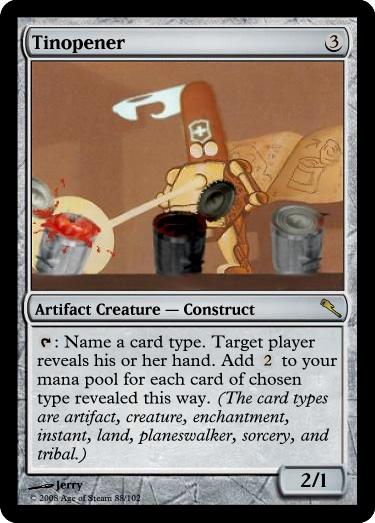 Tinopener 3
Artifact Creature — Construct
: Name a card type. Target player
reveals his or her hand. Add 2 to your
mana pool for each card of chosen
type revealed this way. (The card types
are artifact, creature, enchantment,
instant, land, planeswalker, sorcery, and
tribal.)
2/1
Jerry
© 2008 Age of Steam 88/102